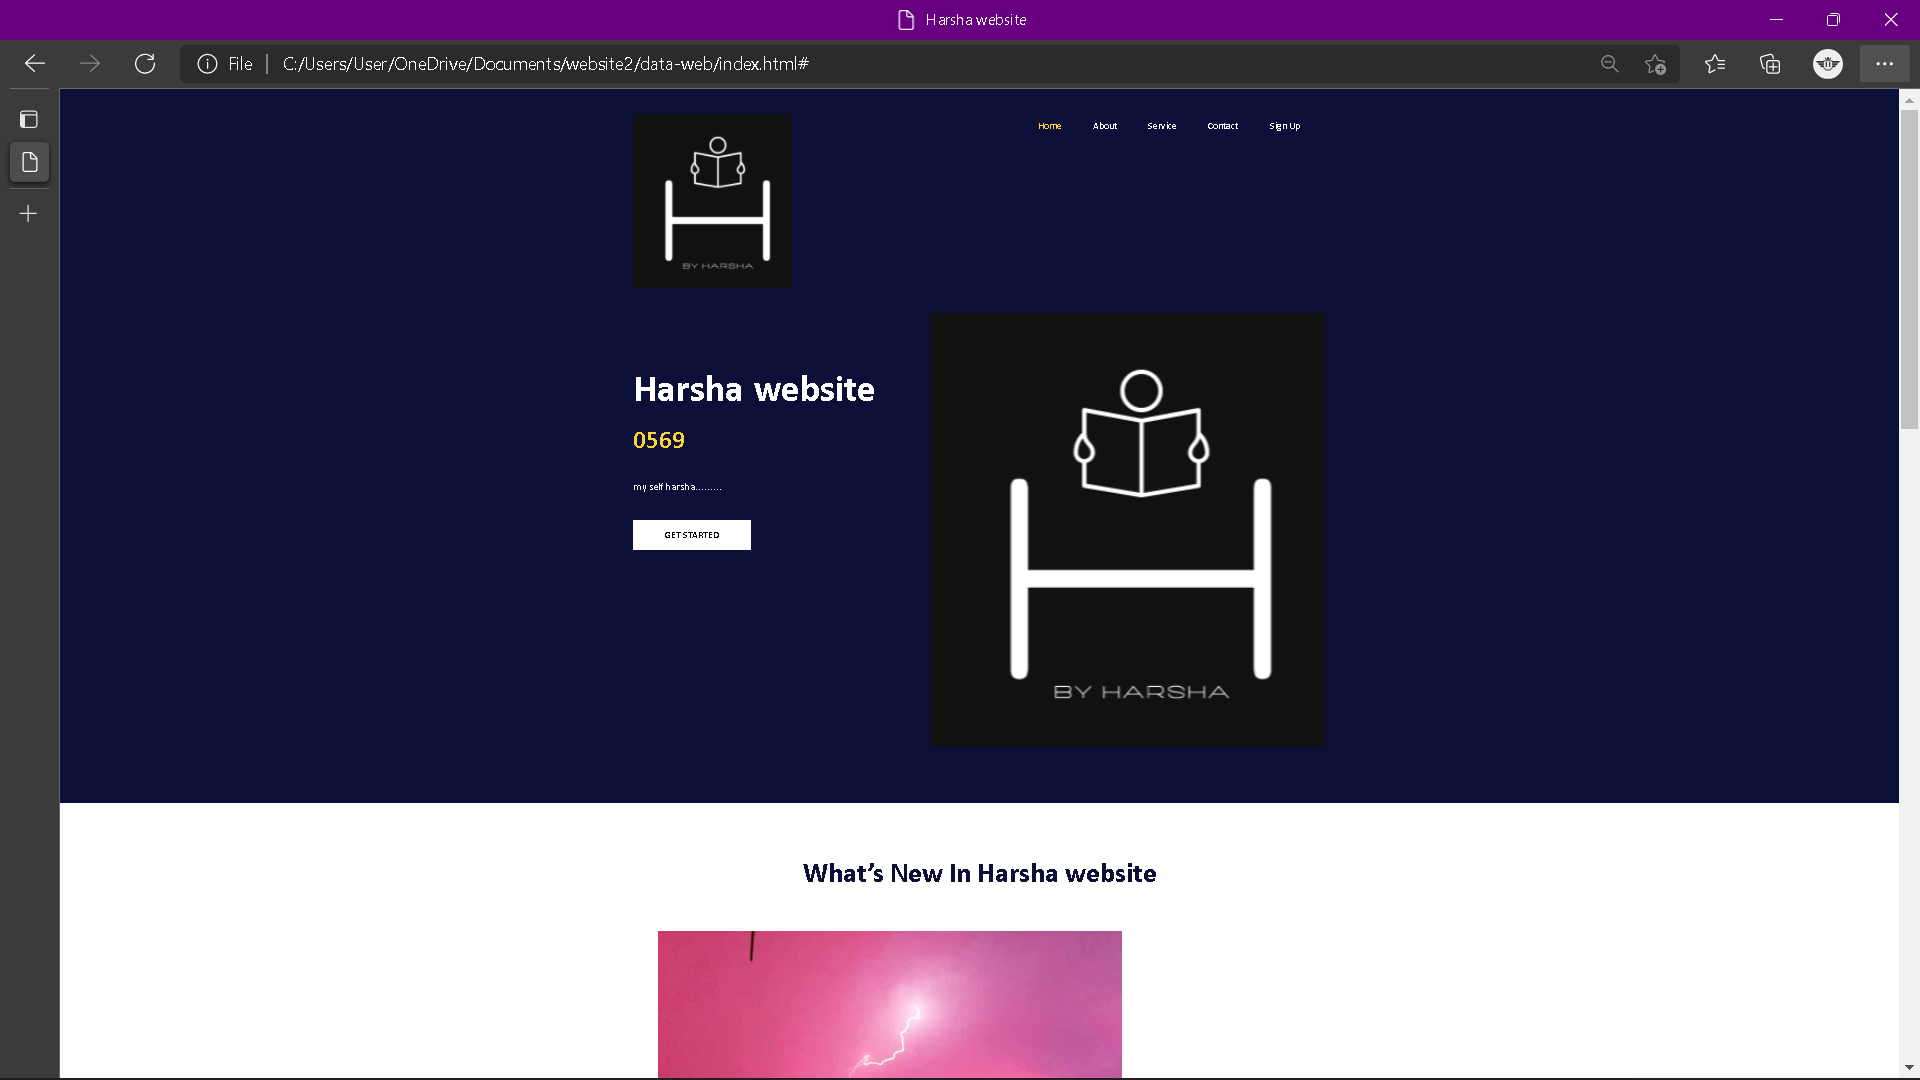 Harsha website
File
C:/Users/User/OneDrive/Documents/website2/data-web/index.html#
BY HARSHA
Home About Service Contact Sign Up
Harsha website
0569
my self harsha.........
GET STARTED
BY HARSHA
What's New In Harsha website